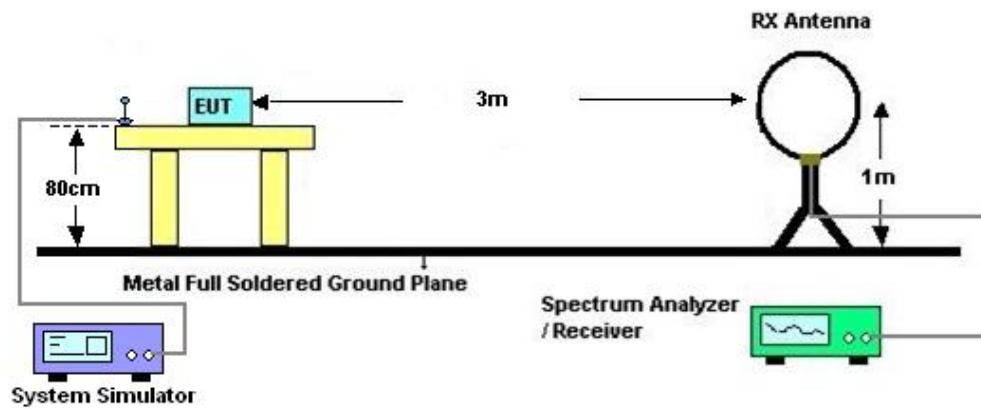 RX Antenna
EUT
3m
80cm
1m
Metal Full Soldered Ground Plane
Spectrum Analyzer
/ Receiver
System Simulator